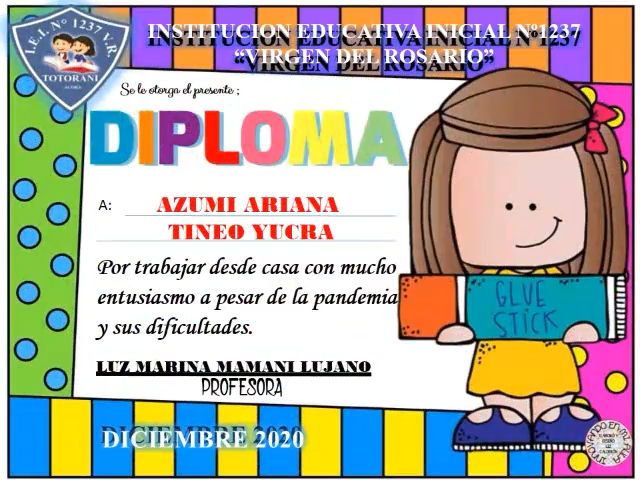 INSTITUCION EDUCATIVA INICIAL Nº1237
“VIRGEN DEL ROSARIO”
I.E.I. Nº 1237 V.R
TOTORANI
Se le otorga el presente ;
DIPLOMA
A: AZUMI ARIANA
TINEO YUCRA
Por trabajar desde casa con mucho
entusiasmo a pesar de la pandemia
y sus dificultades.
LUZ MARINA MAMANI LUJANO
PROFESORA
DICIEMBRE 2020
GLUE
STICK